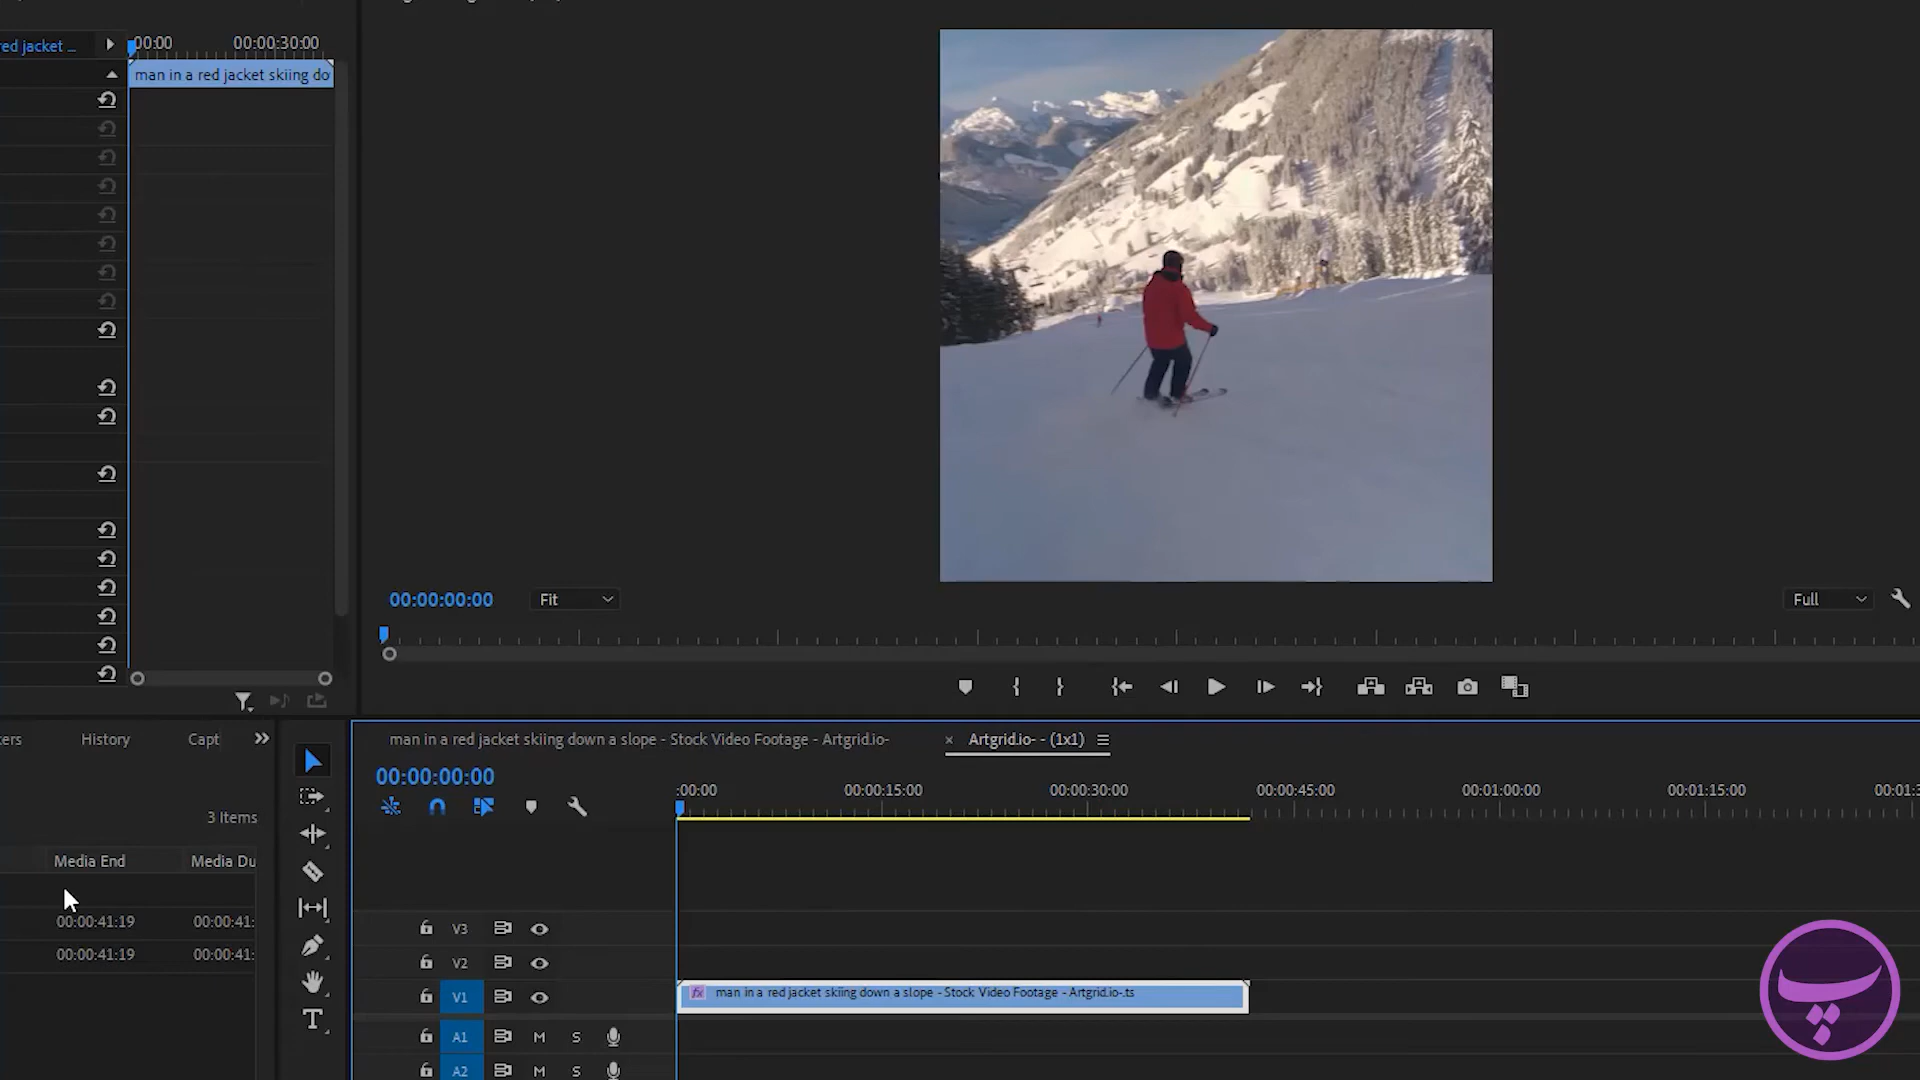 ed jacket ...
00:00
00:00:30:00
man in a red jacket skiing do
00:00:00:00
Fit
Full
ers
History
Capt
man in a red jacket skiing down a slope - Stock Video Footage - Artgrid.io-
× Artgrid.io- - (1x1)
00:00:00:00
3 Items
:00:00
00:00:15:00
00:00:30:00
00:00:45:00
00:01:00:00
00:01:15:00
00:01:3
Media End
Media Du
00:00:41:19
00:00:41:
00:00:41:19
00:00:41:
V3
V2
V1
fx man in a red jacket skiing down a slope - Stock Video Footage - Artgrid.io-.ts
A1 M S
A2 M S